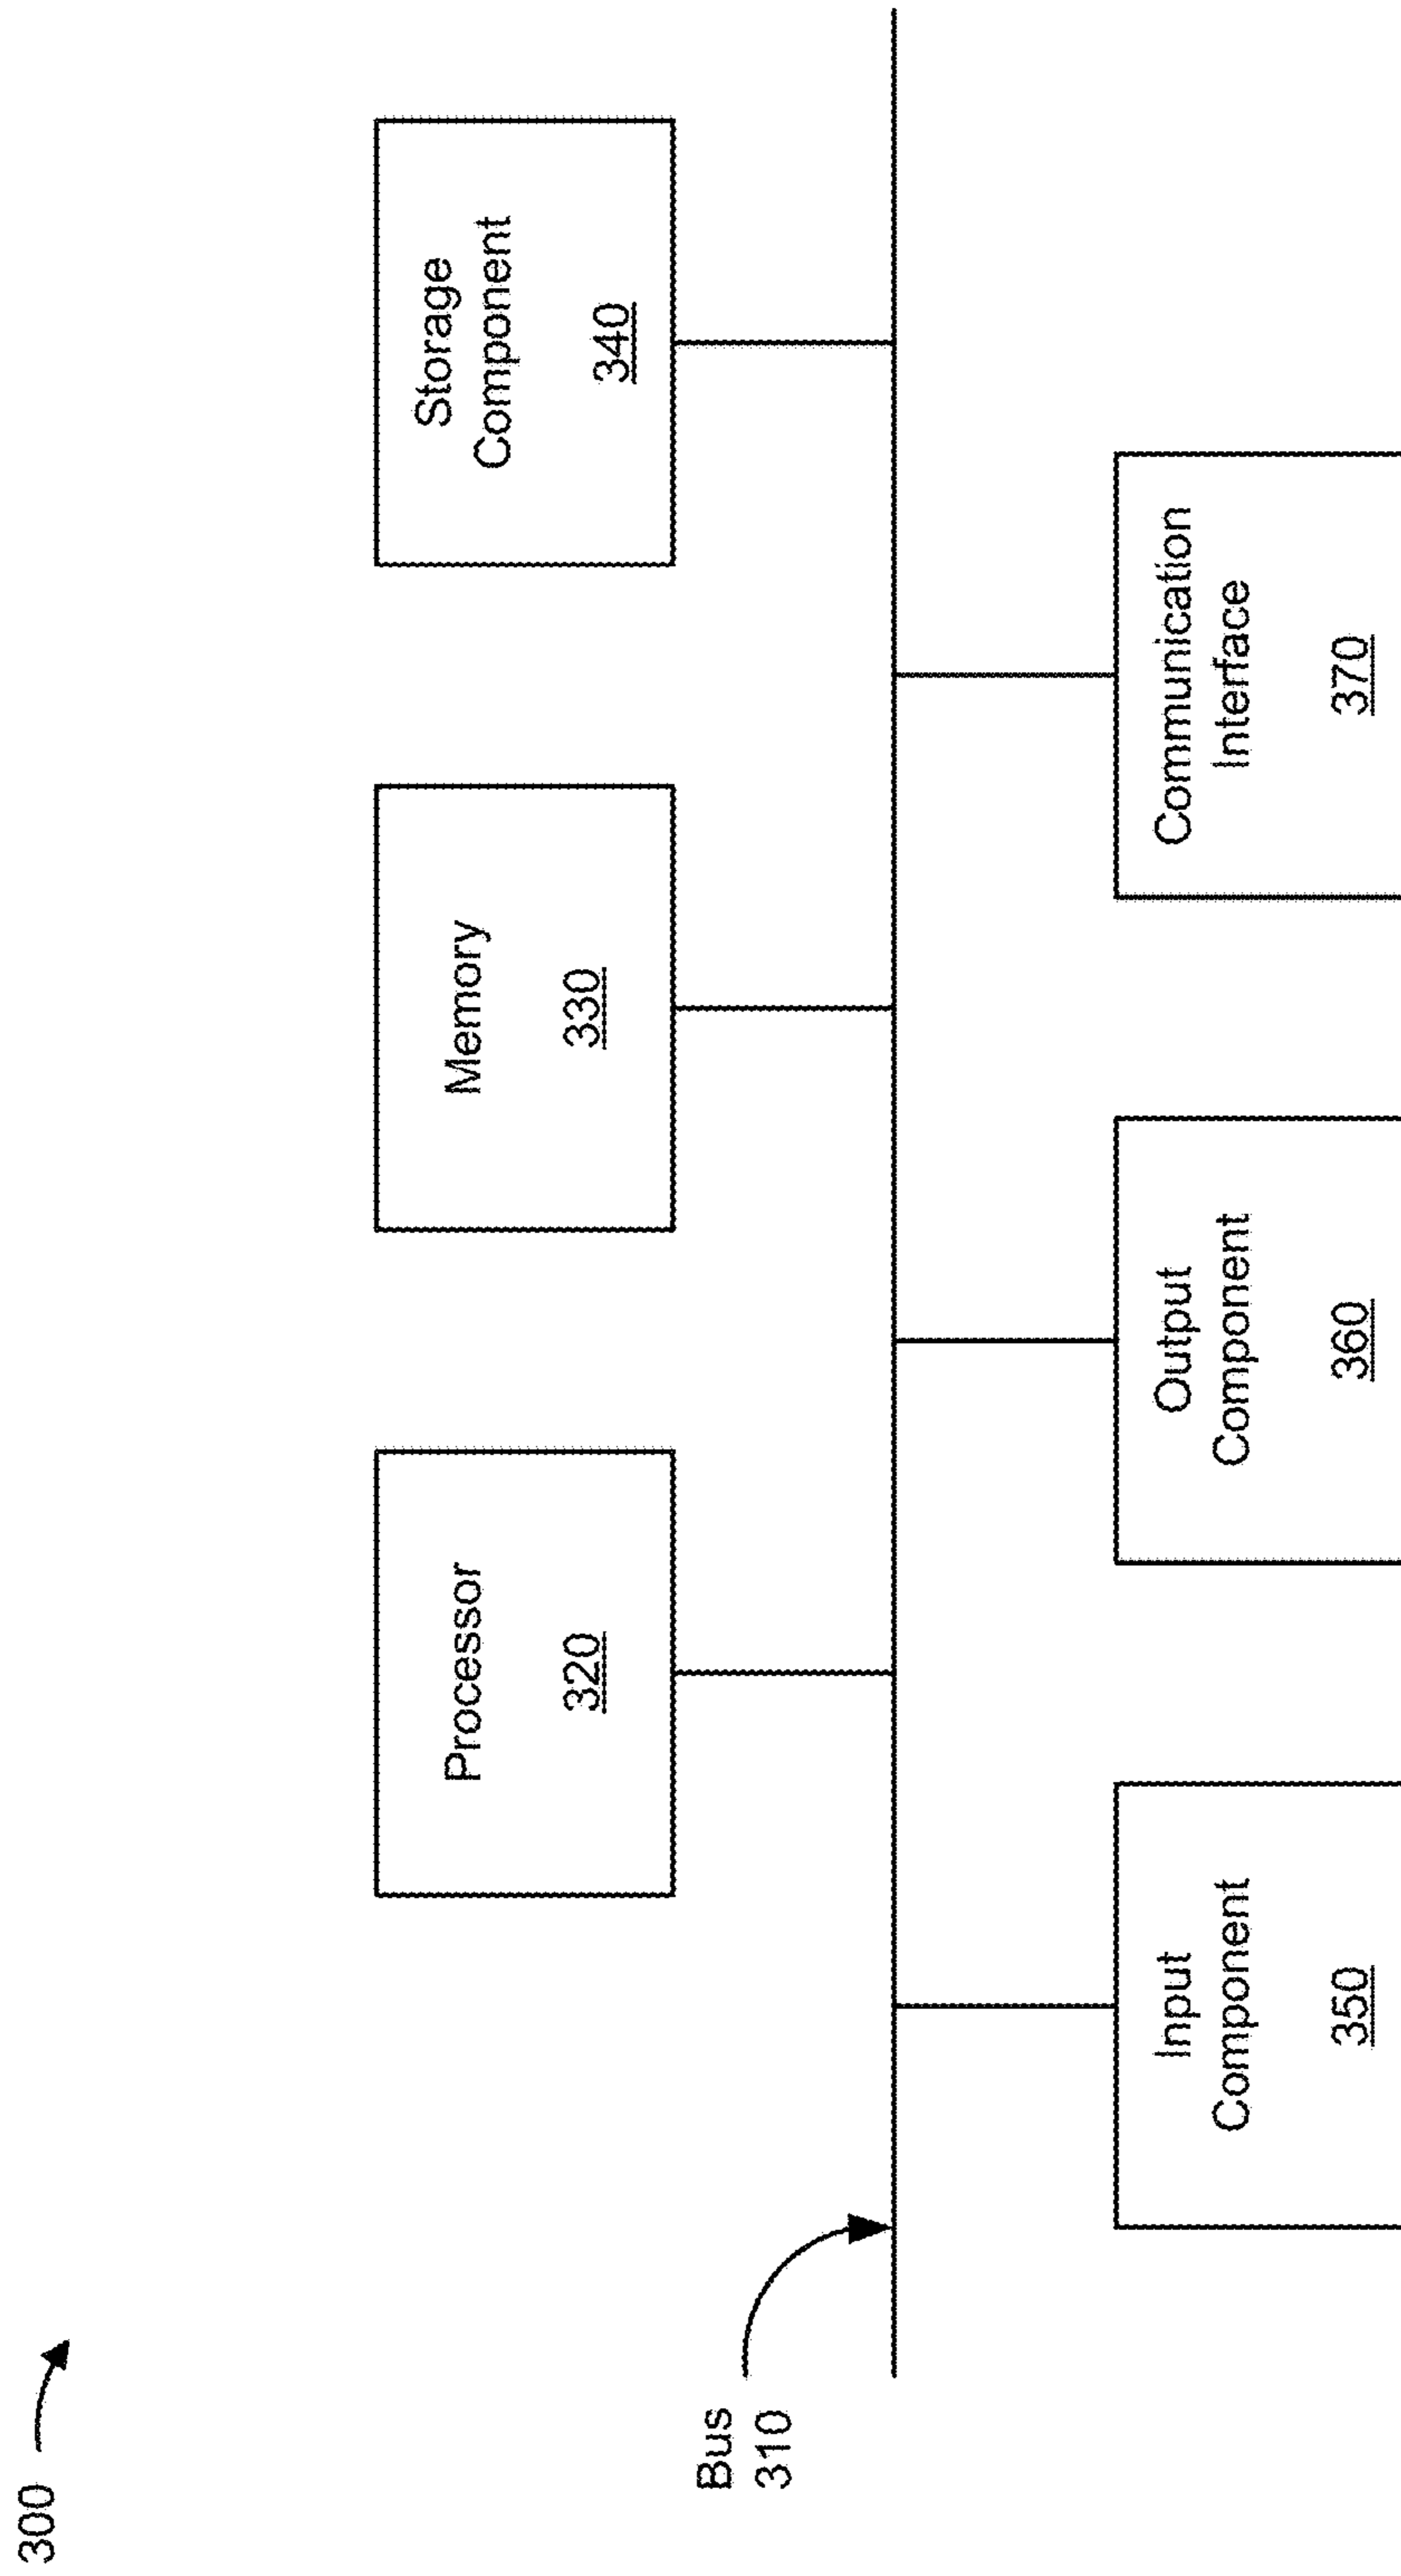 300
Processor
320
Memory
330
Storage
Component
340
Bus
310
Input
Component
350
Output
Component
360
Communication
Interface
370